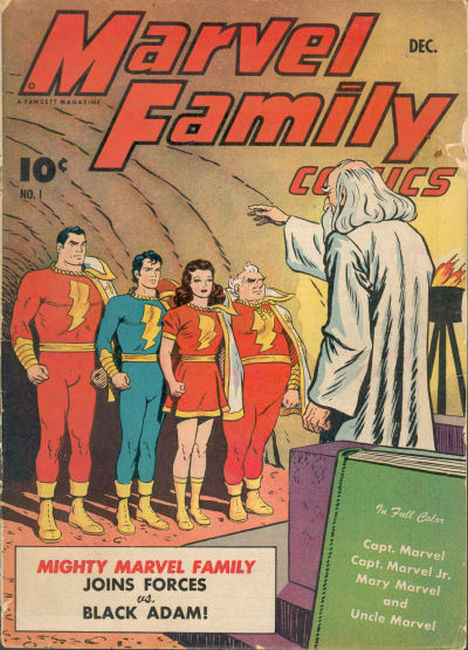 Marvel
Family
COMICS
DEC.
A FAWCETT MAGAZINE
10¢
NO. 1
In Full Color
Capt. Marvel
Capt. Marvel Jr.
Mary Marvel
and
Uncle Marvel
MIGHTY MARVEL FAMILY
JOINS FORCES
vs.
BLACK ADAM!